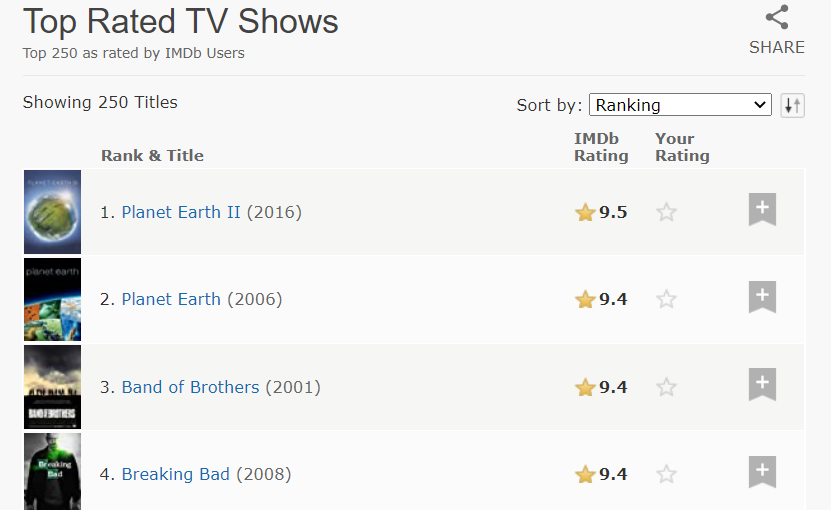 Top Rated TV Shows
Top 250 as rated by IMDb Users
SHARE
Showing 250 Titles
Sort by: Ranking
Rank & Title
IMDb Rating
Your Rating
PLANET EARTH II
1. Planet Earth II (2016)
9.5
planet earth
2. Planet Earth (2006)
9.4
BAND OF BROTHERS
3. Band of Brothers (2001)
9.4
Breaking Bad
4. Breaking Bad (2008)
9.4